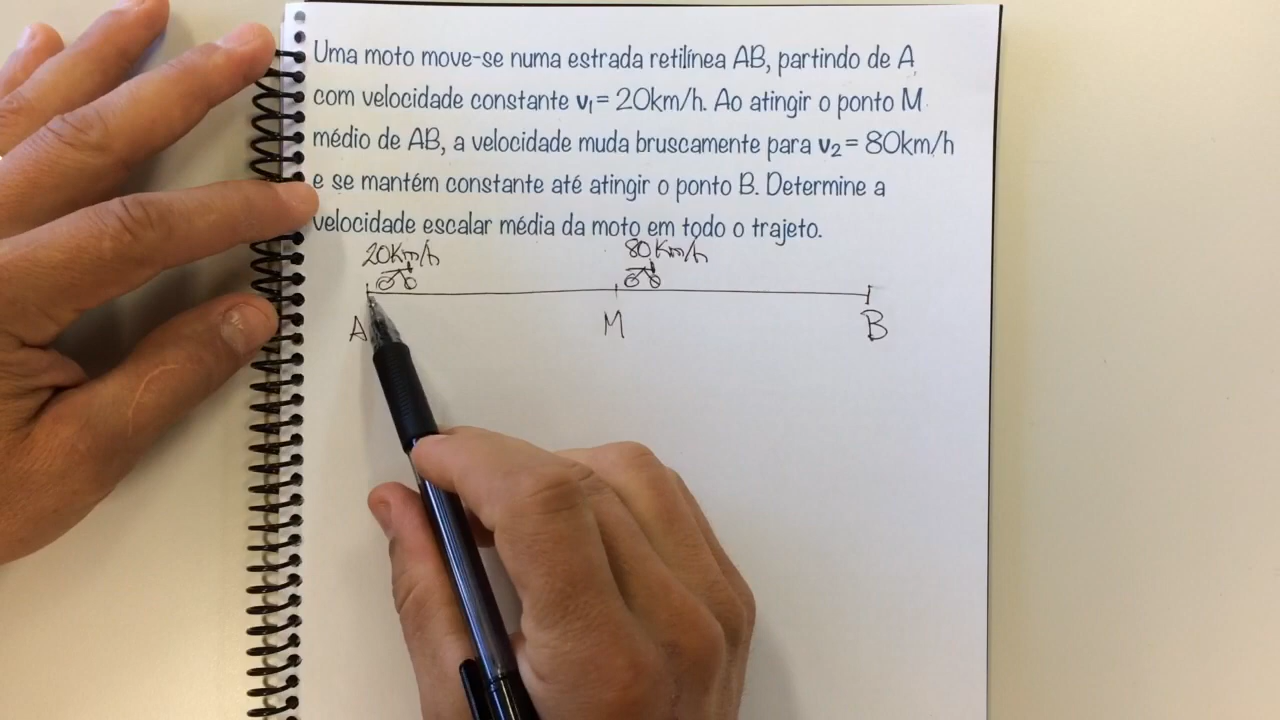 Uma moto move-se numa estrada retilínea AB, partindo de A
com velocidade constante v₁= 20km/h. Ao atingir o ponto M
médio de AB, a velocidade muda bruscamente para v₂= 80km/h
e se mantém constante até atingir o ponto B. Determine a
velocidade escalar média da moto em todo o trajeto.
20Km/h 80Km/h
A M B